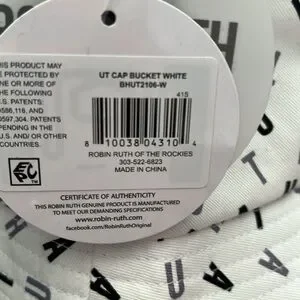 THIS PRODUCT MAY
BE PROTECTED BY
ONE OR MORE OF
THE FOLLOWING
U.S. PATENTS:
,586,116, AND
,597,304. PATENTS
PENDING IN THE
U.S. AND/ OR OTHER
COUNTRIES.
UT CAP BUCKET WHITE
BHUT2106-W
415
8 10038 04310 4
ROBIN RUTH OF THE ROCKIES
303-522-6823
MADE IN CHINA
CERTIFICATE OF AUTHENTICITY
THIS ROBIN RUTH GENUINE PRODUCT IS MANUFACTURED
TO MEET OUR DEMANDING SPECIFICATIONS
www.robin-ruth.com
facebook.com/RobinRuthOriginal